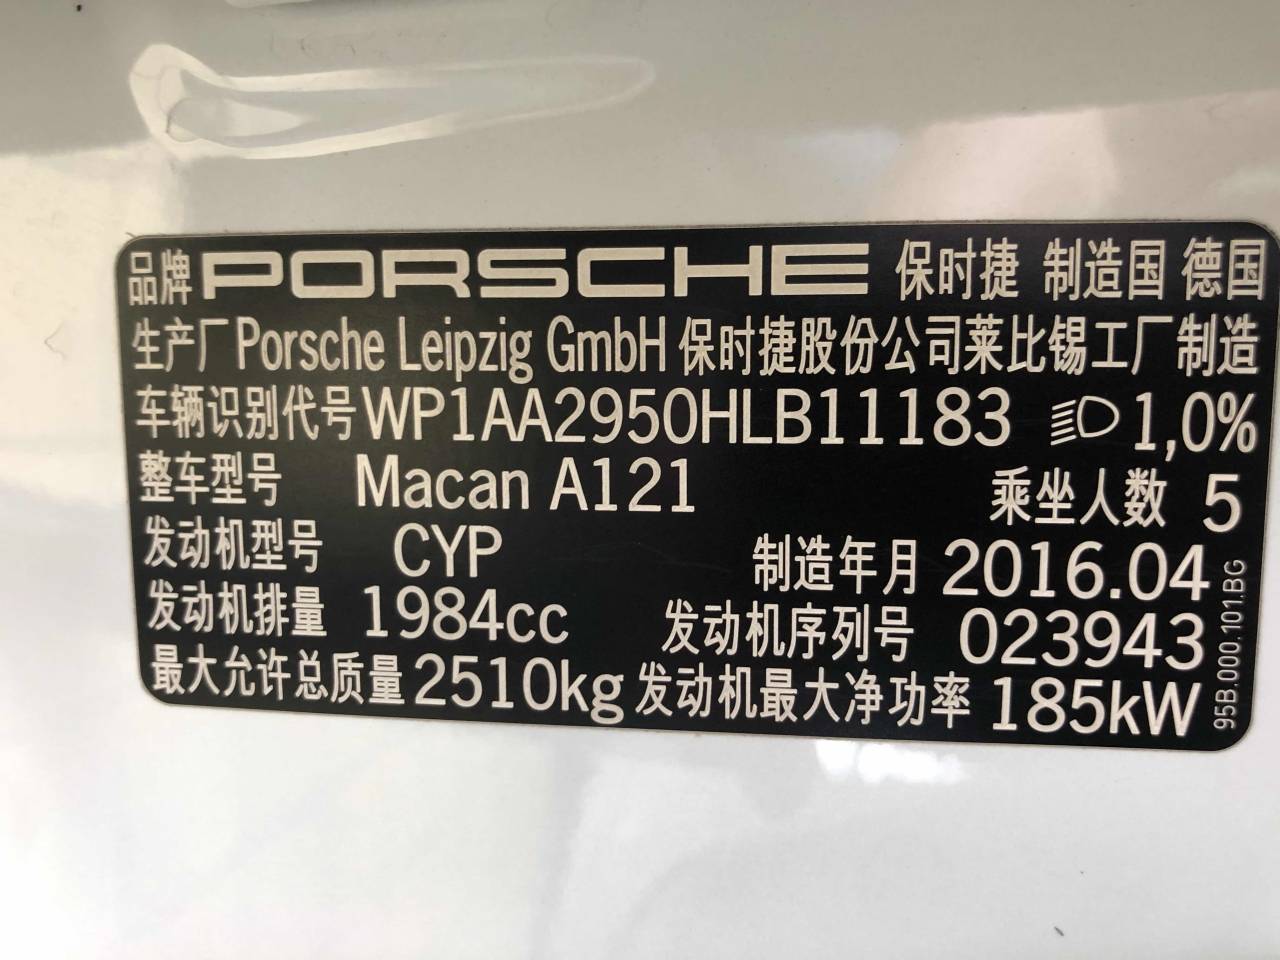 品牌 PORSCHE 保时捷 制造国 德国
生产厂 Porsche Leipzig GmbH 保时捷股份公司莱比锡工厂制造
车辆识别代号 WP1AA2950HLB11183 1,0%
整车型号 Macan A121 乘坐人数 5
发动机型号 CYP 制造年月 2016.04
发动机排量 1984cc 发动机序列号 023943
最大允许总质量 2510kg 发动机最大净功率 185kW
95B.000.101.BG